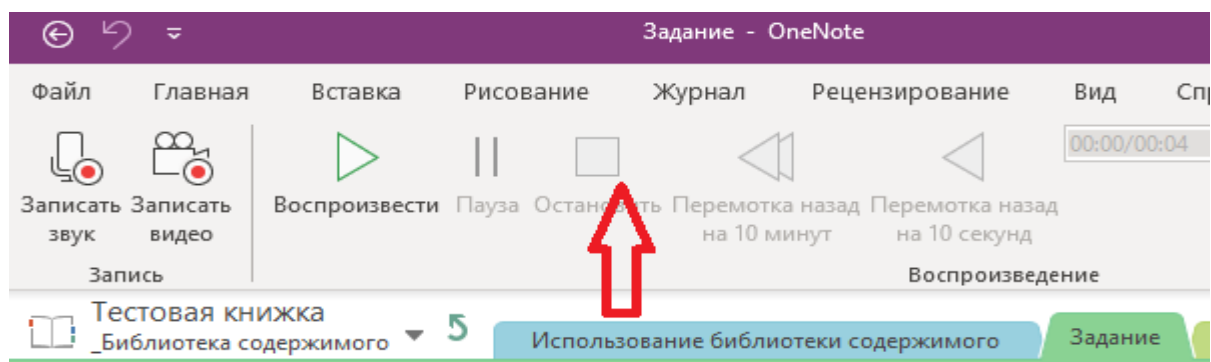 Задание - OneNote
Файл Главная Вставка Рисование Журнал Рецензирование Вид
00:00/00:04
Записать Записать Воспроизвести Пауза Остановить Перемотка назад Перемотка назад
звук видео на 10 минут на 10 секунд
Запись Воспроизведение
Тестовая книжка
_Библиотека содержимого Использование библиотеки содержимого Задание